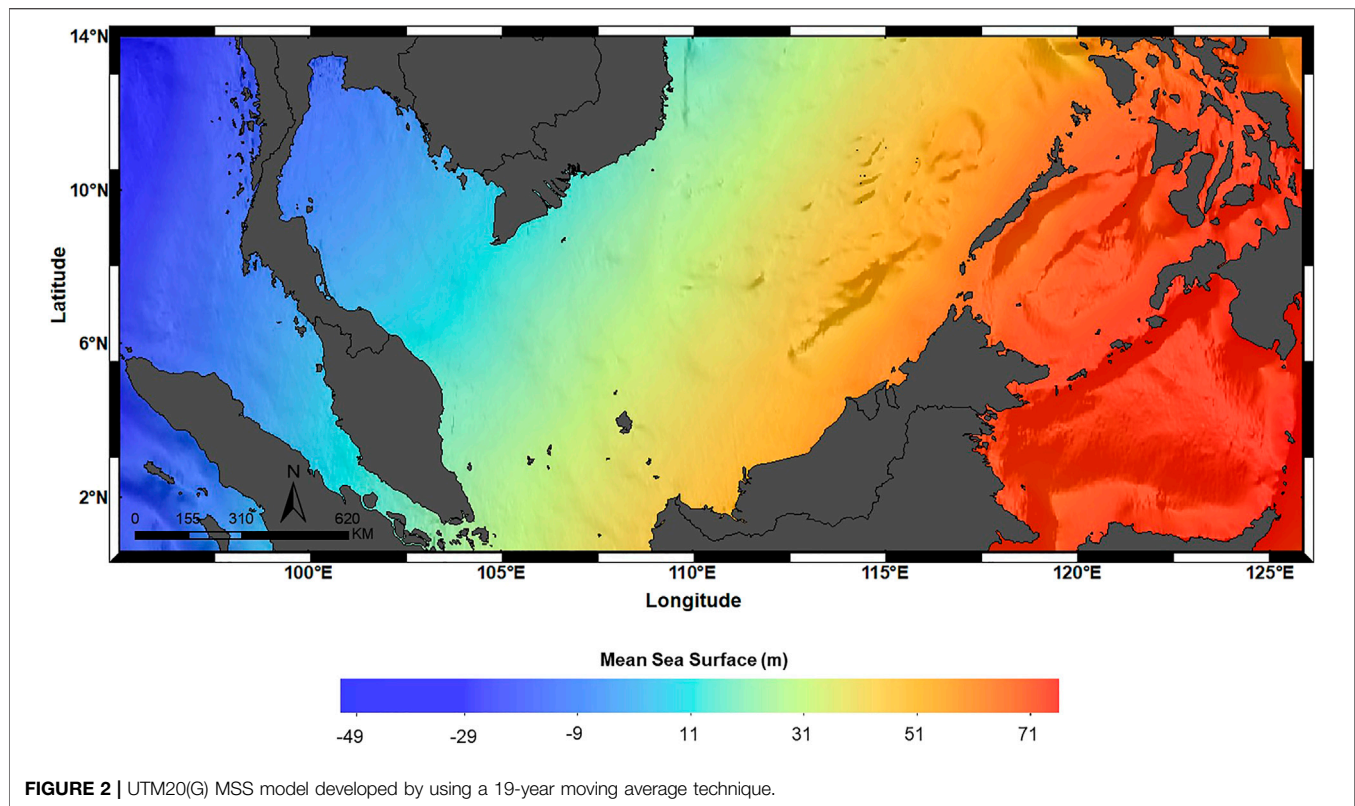 14°N
10°N
6°N
2°N
Latitude
N
0 155 310 620
KM
100°E 105°E 110°E 115°E 120°E 125°E
Longitude
Mean Sea Surface (m)
-49 -29 -9 11 31 51 71
FIGURE 2 | UTM20(G) MSS model developed by using a 19-year moving average technique.